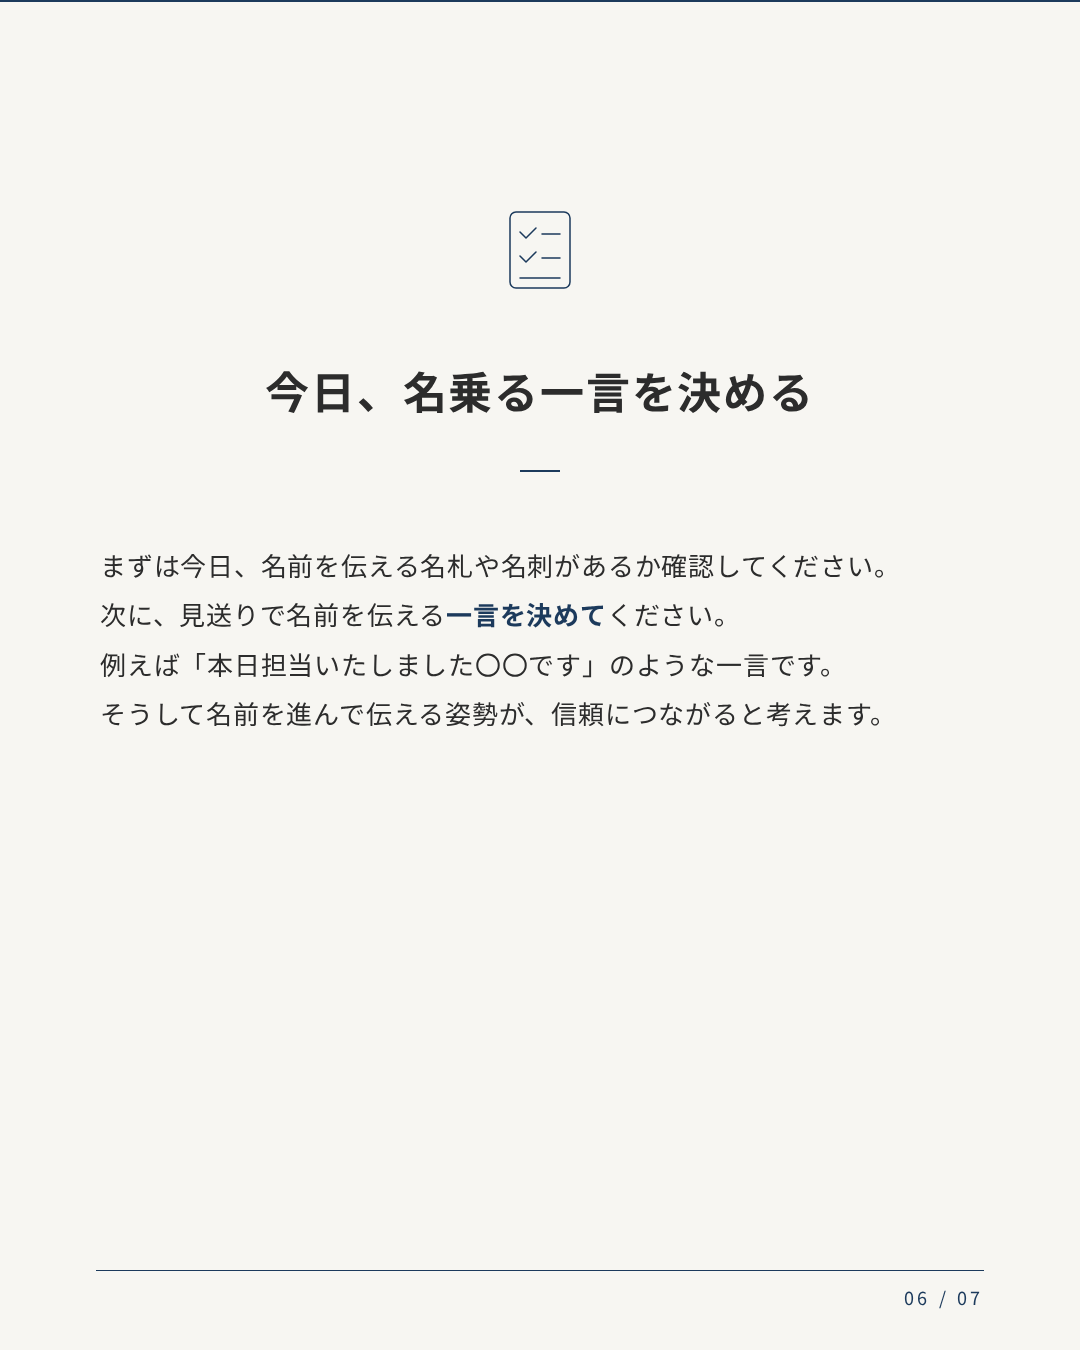 今日、名乗る一言を決める
まずは今日、名前を伝える名札や名刺があるか確認してください。
次に、見送りで名前を伝える一言を決めてください。
例えば「本日担当いたしました〇〇です」のような一言です。
そうして名前を進んで伝える姿勢が、信頼につながると考えます。
06 / 07